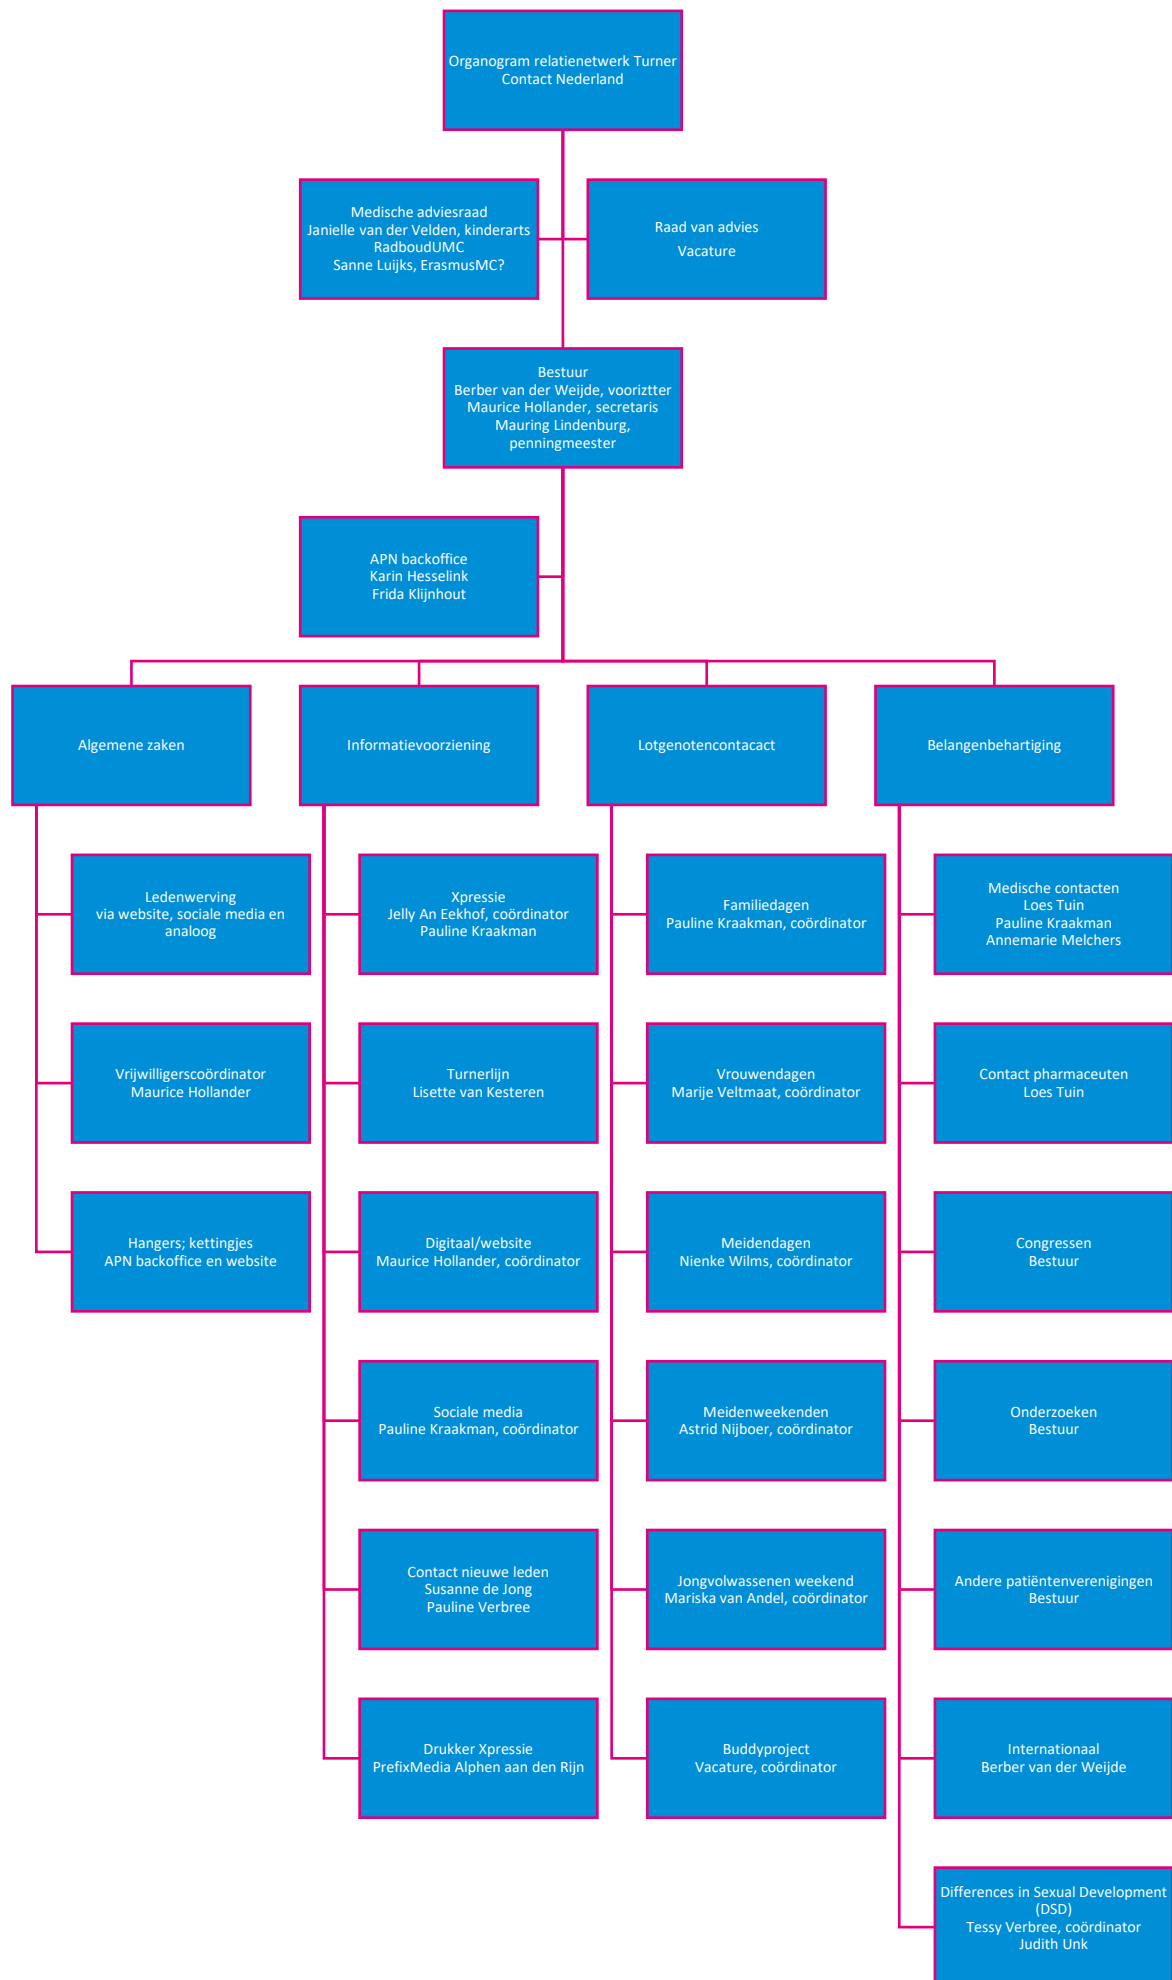 Organogram relatienetwerk Turner
Contact Nederland
Medische adviesraad
Janielle van der Velden, kinderarts
RadboudUMC
Sanne Luijks, ErasmusMC?
Raad van advies
Vacature
Bestuur
Berber van der Weijde, vooriztter
Maurice Hollander, secretaris
Mauring Lindenburg,
penningmeester
APN backoffice
Karin Hesselink
Frida Klijnhout
Algemene zaken
Informatievoorziening
Lotgenotencontacact
Belangenbehartiging
Ledenwerving
via website, sociale media en
analoog
Vrijwilligerscoördinator
Maurice Hollander
Hangers; kettingjes
APN backoffice en website
Xpressie
Jelly An Eekhof, coördinator
Pauline Kraakman
Turnerlijn
Lisette van Kesteren
Digitaal/website
Maurice Hollander, coördinator
Sociale media
Pauline Kraakman, coördinator
Contact nieuwe leden
Susanne de Jong
Pauline Verbree
Drukker Xpressie
PrefixMedia Alphen aan den Rijn
Familiedagen
Pauline Kraakman, coördinator
Vrouwendagen
Marije Veltmaat, coördinator
Meidendagen
Nienke Wilms, coördinator
Meidenweekenden
Astrid Nijboer, coördinator
Jongvolwassenen weekend
Mariska van Andel, coördinator
Buddyproject
Vacature, coördinator
Medische contacten
Loes Tuin
Pauline Kraakman
Annemarie Melchers
Contact pharmaceuten
Loes Tuin
Congressen
Bestuur
Onderzoeken
Bestuur
Andere patiëntenverenigingen
Bestuur
Internationaal
Berber van der Weijde
Differences in Sexual Development
(DSD)
Tessy Verbree, coördinator
Judith Unk